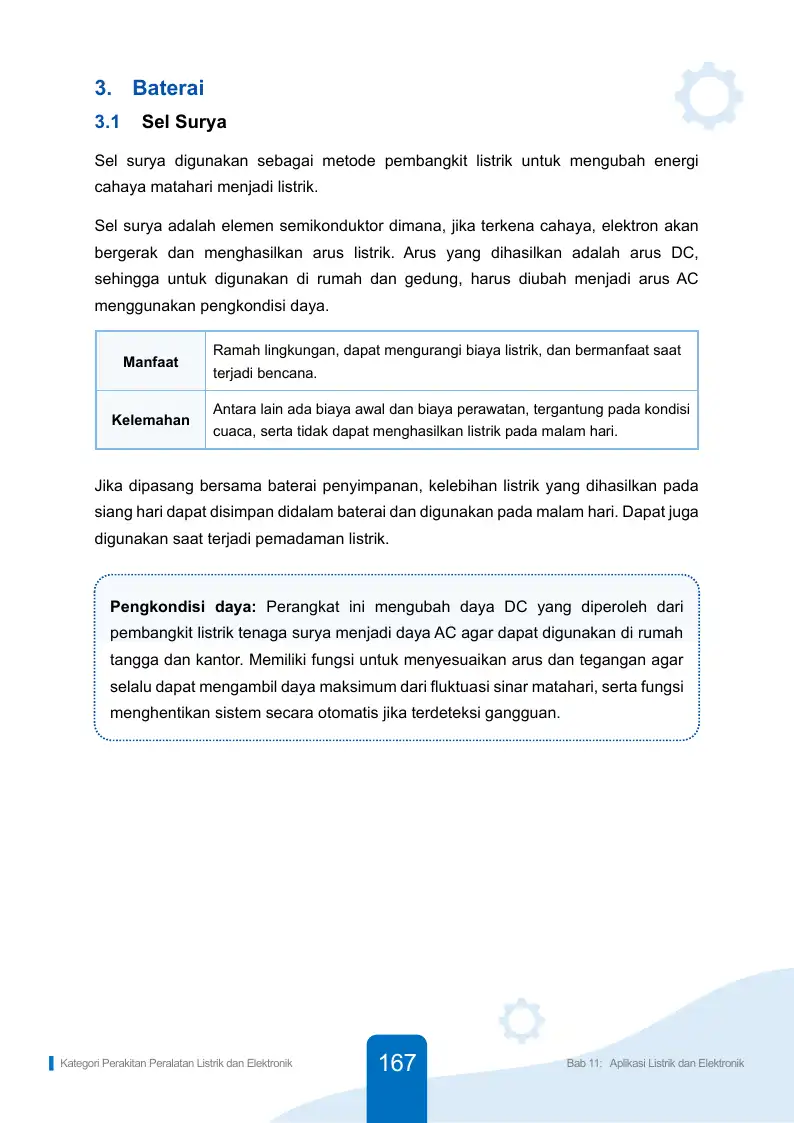 3. Baterai
3.1 Sel Surya
Sel surya digunakan sebagai metode pembangkit listrik untuk mengubah energi
cahaya matahari menjadi listrik.
Sel surya adalah elemen semikonduktor dimana, jika terkena cahaya, elektron akan
bergerak dan menghasilkan arus listrik. Arus yang dihasilkan adalah arus DC,
sehingga untuk digunakan di rumah dan gedung, harus diubah menjadi arus AC
menggunakan pengkondisi daya.
Manfaat
Ramah lingkungan, dapat mengurangi biaya listrik, dan bermanfaat saat
terjadi bencana.
Kelemahan
Antara lain ada biaya awal dan biaya perawatan, tergantung pada kondisi
cuaca, serta tidak dapat menghasilkan listrik pada malam hari.
Jika dipasang bersama baterai penyimpanan, kelebihan listrik yang dihasilkan pada
siang hari dapat disimpan didalam baterai dan digunakan pada malam hari. Dapat juga
digunakan saat terjadi pemadaman listrik.
Pengkondisi daya: Perangkat ini mengubah daya DC yang diperoleh dari
pembangkit listrik tenaga surya menjadi daya AC agar dapat digunakan di rumah
tangga dan kantor. Memiliki fungsi untuk menyesuaikan arus dan tegangan agar
selalu dapat mengambil daya maksimum dari fluktuasi sinar matahari, serta fungsi
menghentikan sistem secara otomatis jika terdeteksi gangguan.
Kategori Perakitan Peralatan Listrik dan Elektronik
167
Bab 11: Aplikasi Listrik dan Elektronik